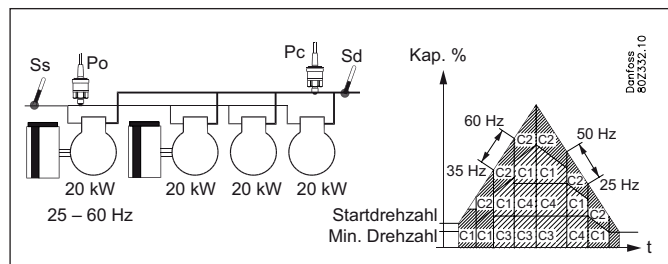 Ss
Po
Pc
Sd
20 kW
20 kW
20 kW
20 kW
25 – 60 Hz
Kap. %
Danfoss
80Z332.10
60 Hz
35 Hz
50 Hz
25 Hz
C2 C2
C2 C1 C1 C2
C2 C1 C4 C4 C1 C2
C1 C1 C3 C3 C4 C1
Startdrehzahl
Min. Drehzahl
t